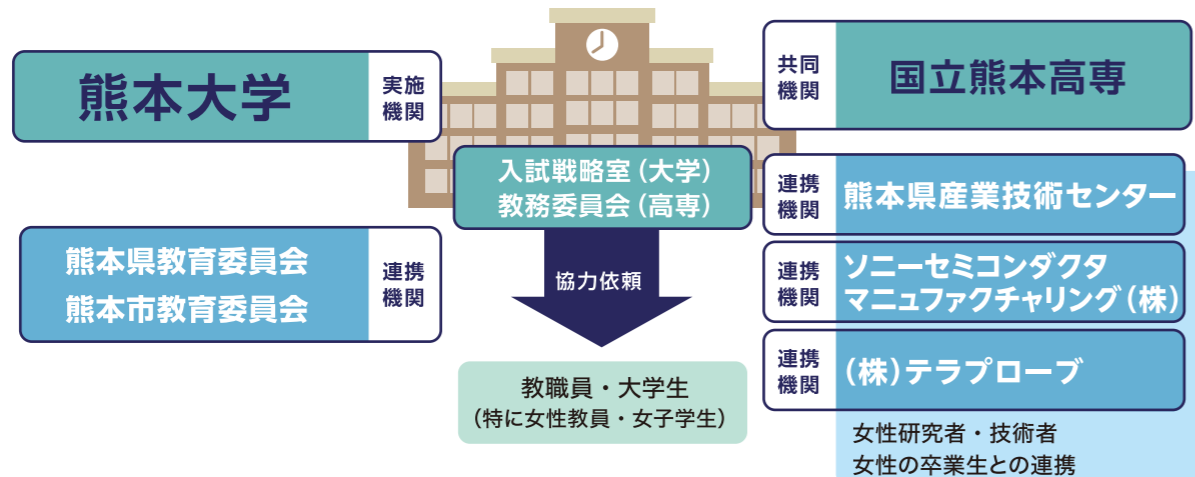 熊本大学
実施
機関
共同
機関
国立熊本高専
入試戦略室(大学)
教務委員会(高専)
熊本県教育委員会
熊本市教育委員会
連携
機関
協力依頼
教職員・大学生
(特に女性教員・女子学生)
連携
機関
熊本県産業技術センター
連携
機関
ソニーセミコンダクタ
マニュファクチャリング(株)
連携
機関
(株)テラプローブ
女性研究者・技術者
女性の卒業生との連携